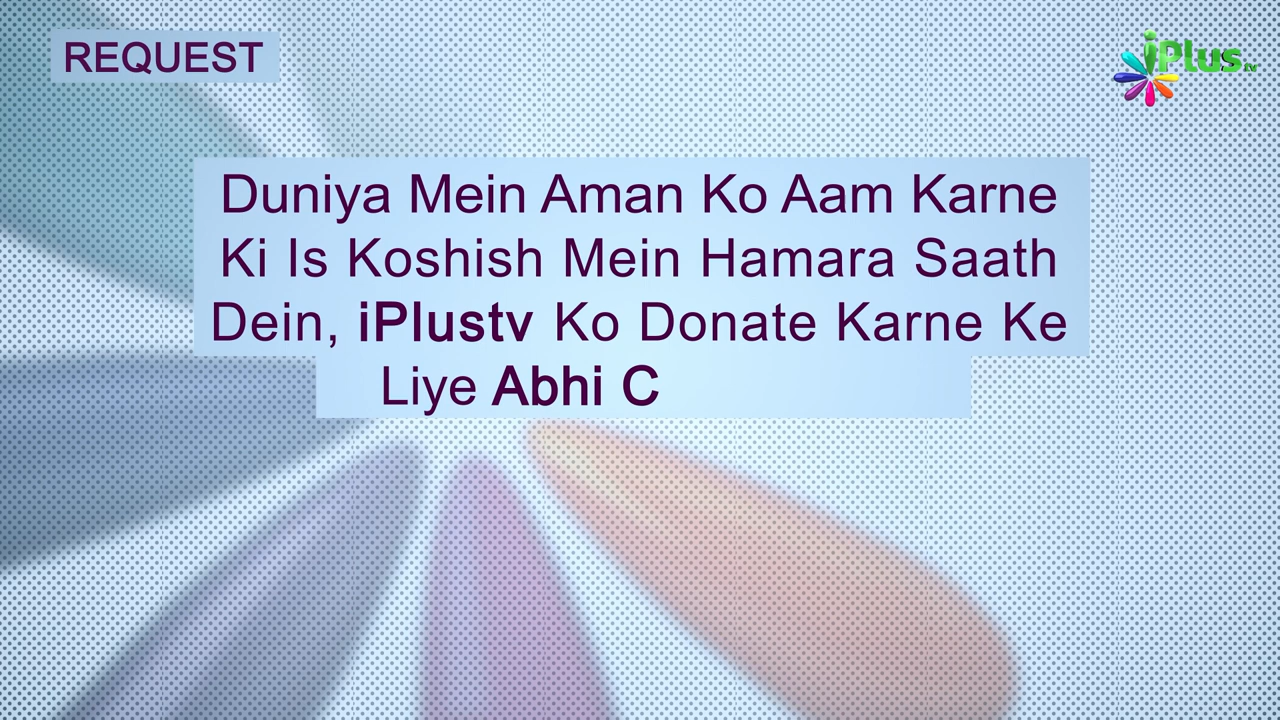 REQUEST
iPlus.tv
Duniya Mein Aman Ko Aam Karne
Ki Is Koshish Mein Hamara Saath
Dein, iPlustv Ko Donate Karne Ke
Liye Abhi C